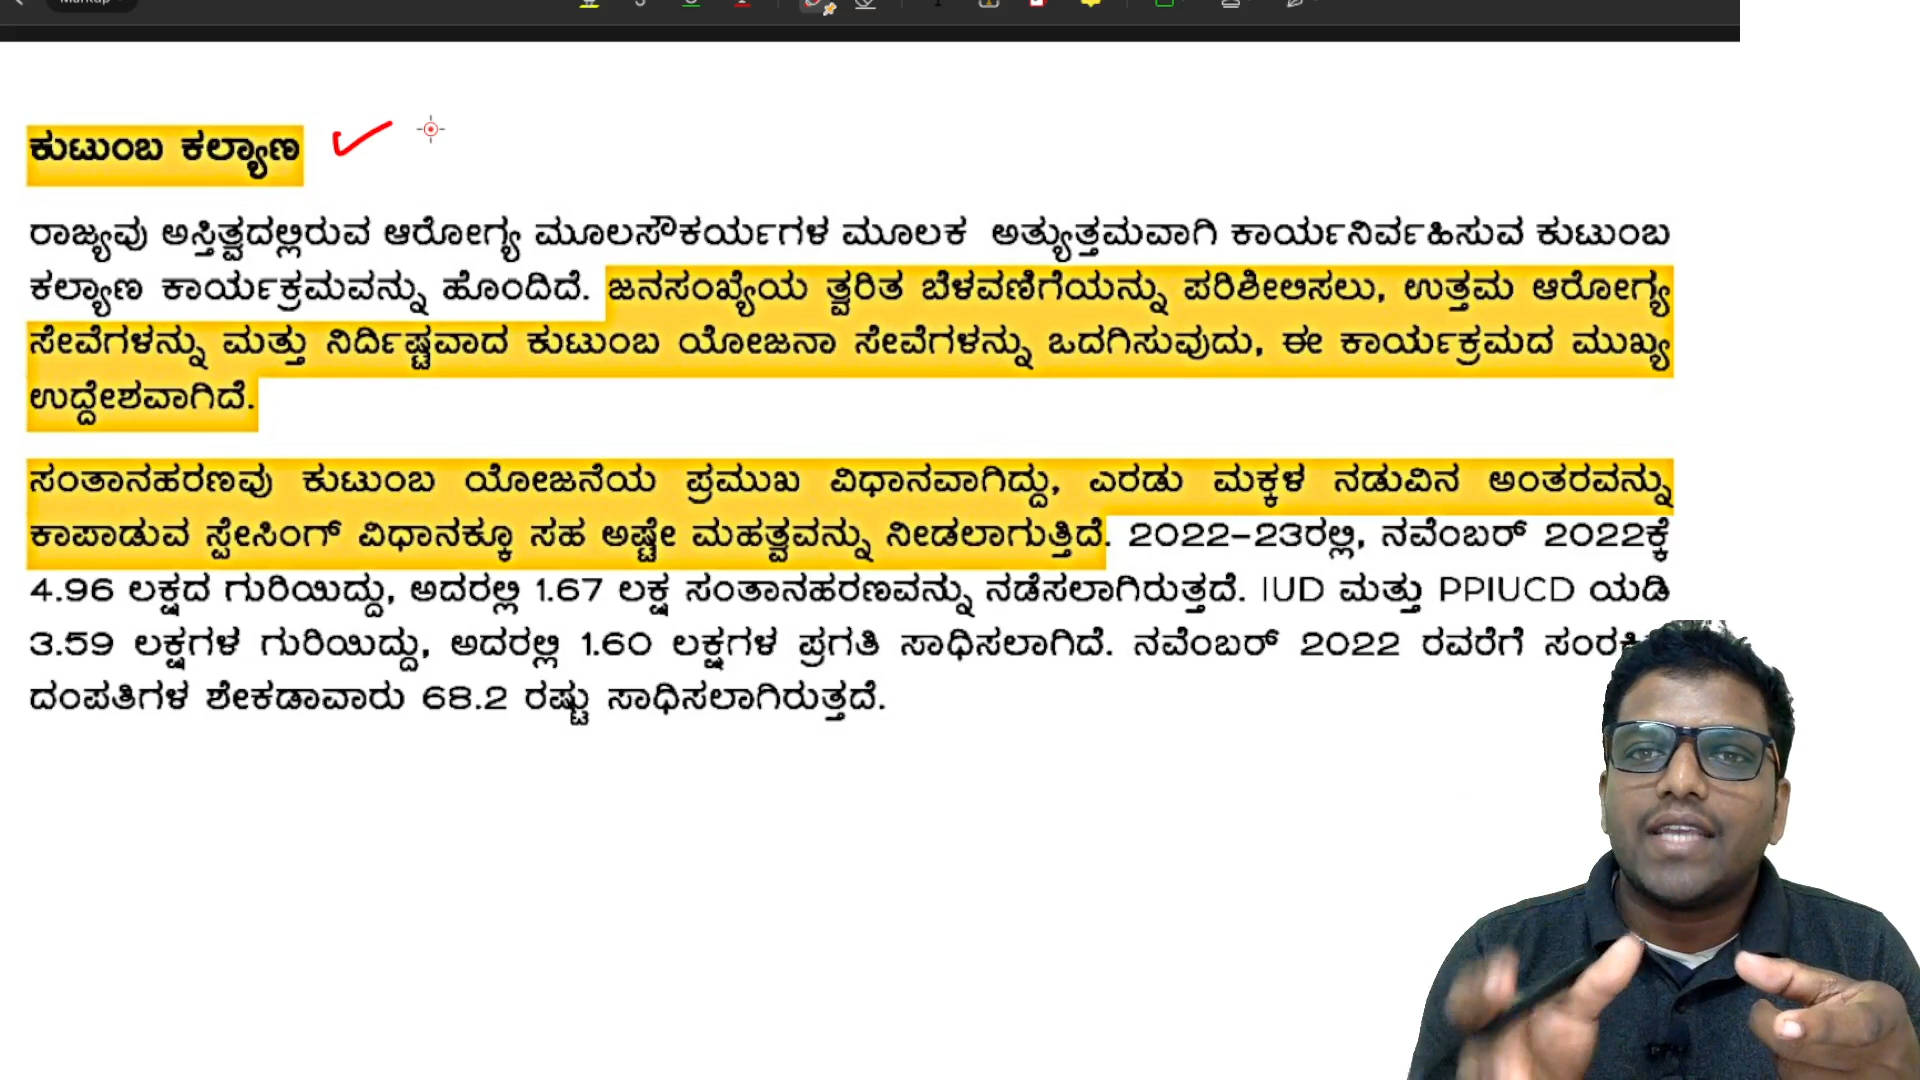 ಕುಟುಂಬ ಕಲ್ಯಾಣ
ರಾಜ್ಯವು ಅಸ್ತಿತ್ವದಲ್ಲಿರುವ ಆರೋಗ್ಯ ಮೂಲಸೌಕರ್ಯಗಳ ಮೂಲಕ ಅತ್ಯುತ್ತಮವಾಗಿ ಕಾರ್ಯನಿರ್ವಹಿಸುವ ಕುಟುಂಬ
ಕಲ್ಯಾಣ ಕಾರ್ಯಕ್ರಮವನ್ನು ಹೊಂದಿದೆ. ಜನಸಂಖ್ಯೆಯ ತ್ವರಿತ ಬೆಳವಣಿಗೆಯನ್ನು ಪರಿಶೀಲಿಸಲು, ಉತ್ತಮ ಆರೋಗ್ಯ
ಸೇವೆಗಳನ್ನು ಮತ್ತು ನಿರ್ದಿಷ್ಟವಾದ ಕುಟುಂಬ ಯೋಜನಾ ಸೇವೆಗಳನ್ನು ಒದಗಿಸುವುದು, ಈ ಕಾರ್ಯಕ್ರಮದ ಮುಖ್ಯ
ಉದ್ದೇಶವಾಗಿದೆ.
ಸಂತಾನಹರಣವು ಕುಟುಂಬ ಯೋಜನೆಯ ಪ್ರಮುಖ ವಿಧಾನವಾಗಿದ್ದು, ಎರಡು ಮಕ್ಕಳ ನಡುವಿನ ಅಂತರವನ್ನು
ಕಾಪಾಡುವ ಸ್ಪೇಸಿಂಗ್ ವಿಧಾನಕ್ಕೂ ಸಹ ಅಷ್ಟೇ ಮಹತ್ವವನ್ನು ನೀಡಲಾಗುತ್ತಿದೆ. 2022-23ರಲ್ಲಿ, ನವೆಂಬರ್ 2022ಕ್ಕೆ
4.96 ಲಕ್ಷದ ಗುರಿಯಿದ್ದು, ಅದರಲ್ಲಿ 1.67 ಲಕ್ಷ ಸಂತಾನಹರಣವನ್ನು ನಡೆಸಲಾಗಿರುತ್ತದೆ. IUD ಮತ್ತು PPIUCD ಯಡಿ
3.59 ಲಕ್ಷಗಳ ಗುರಿಯಿದ್ದು, ಅದರಲ್ಲಿ 1.60 ಲಕ್ಷಗಳ ಪ್ರಗತಿ ಸಾಧಿಸಲಾಗಿದೆ. ನವೆಂಬರ್ 2022 ರವರೆಗೆ
ದಂಪತಿಗಳ ಶೇಕಡಾವಾರು 68.2 ರಷ್ಟು ಸಾಧಿಸಲಾಗಿರುತ್ತದೆ.